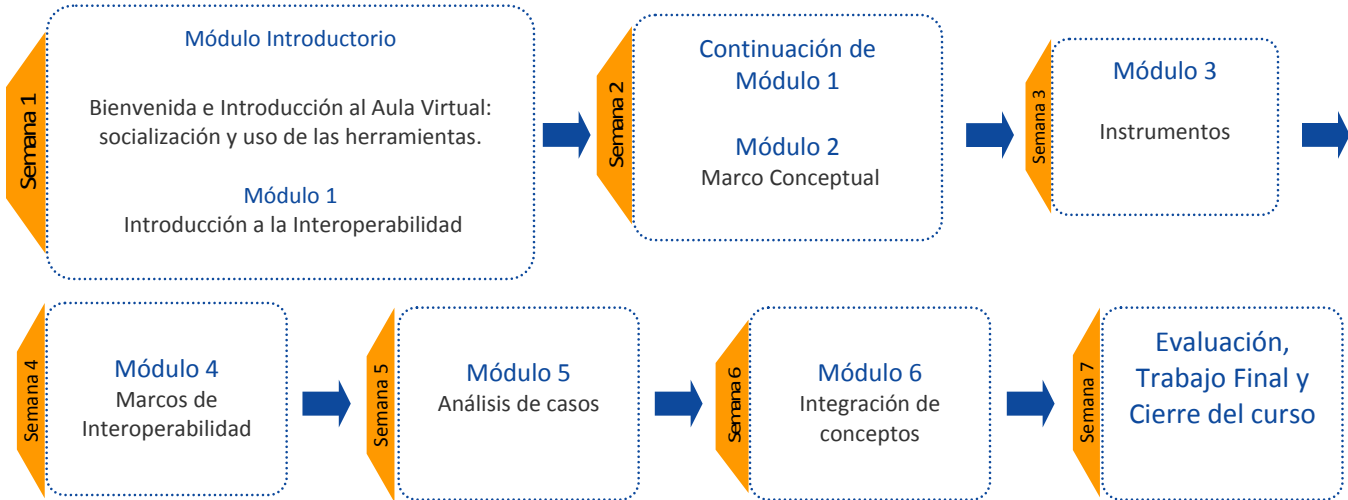 Semana 1
Módulo Introductorio
Bienvenida e Introducción al Aula Virtual:
socialización y uso de las herramientas.
Módulo 1
Introducción a la Interoperabilidad
Semana 2
Continuación de
Módulo 1
Módulo 2
Marco Conceptual
Semana 3
Módulo 3
Instrumentos
Semana 4
Módulo 4
Marcos de
Interoperabilidad
Semana 5
Módulo 5
Análisis de casos
Semana 6
Módulo 6
Integración de
conceptos
Semana 7
Evaluación,
Trabajo Final y
Cierre del curso